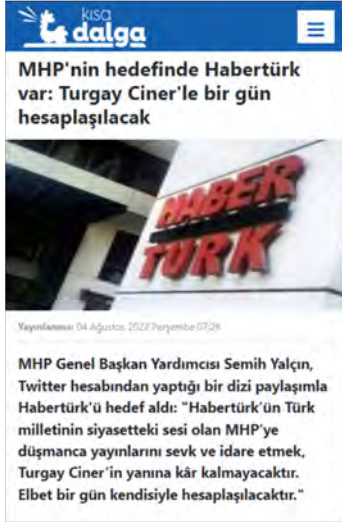 kısa
dalga
MHP'nin hedefinde Habertürk
var: Turgay Ciner'le bir gün
hesaplaşılacak
HABER
TÜRK
Yayınlanma: 04 Ağustos 2022 Perşembe 07:26
MHP Genel Başkan Yardımcısı Semih Yalçın,
Twitter hesabından yaptığı bir dizi paylaşımla
Habertürk'ü hedef aldı: "Habertürk'ün Türk
milletinin siyasetteki sesi olan MHP'ye
düşmanca yayınlarını sevk ve idare etmek,
Turgay Ciner'in yanına kâr kalmayacaktır.
Elbet bir gün kendisiyle hesaplaşılacaktır."